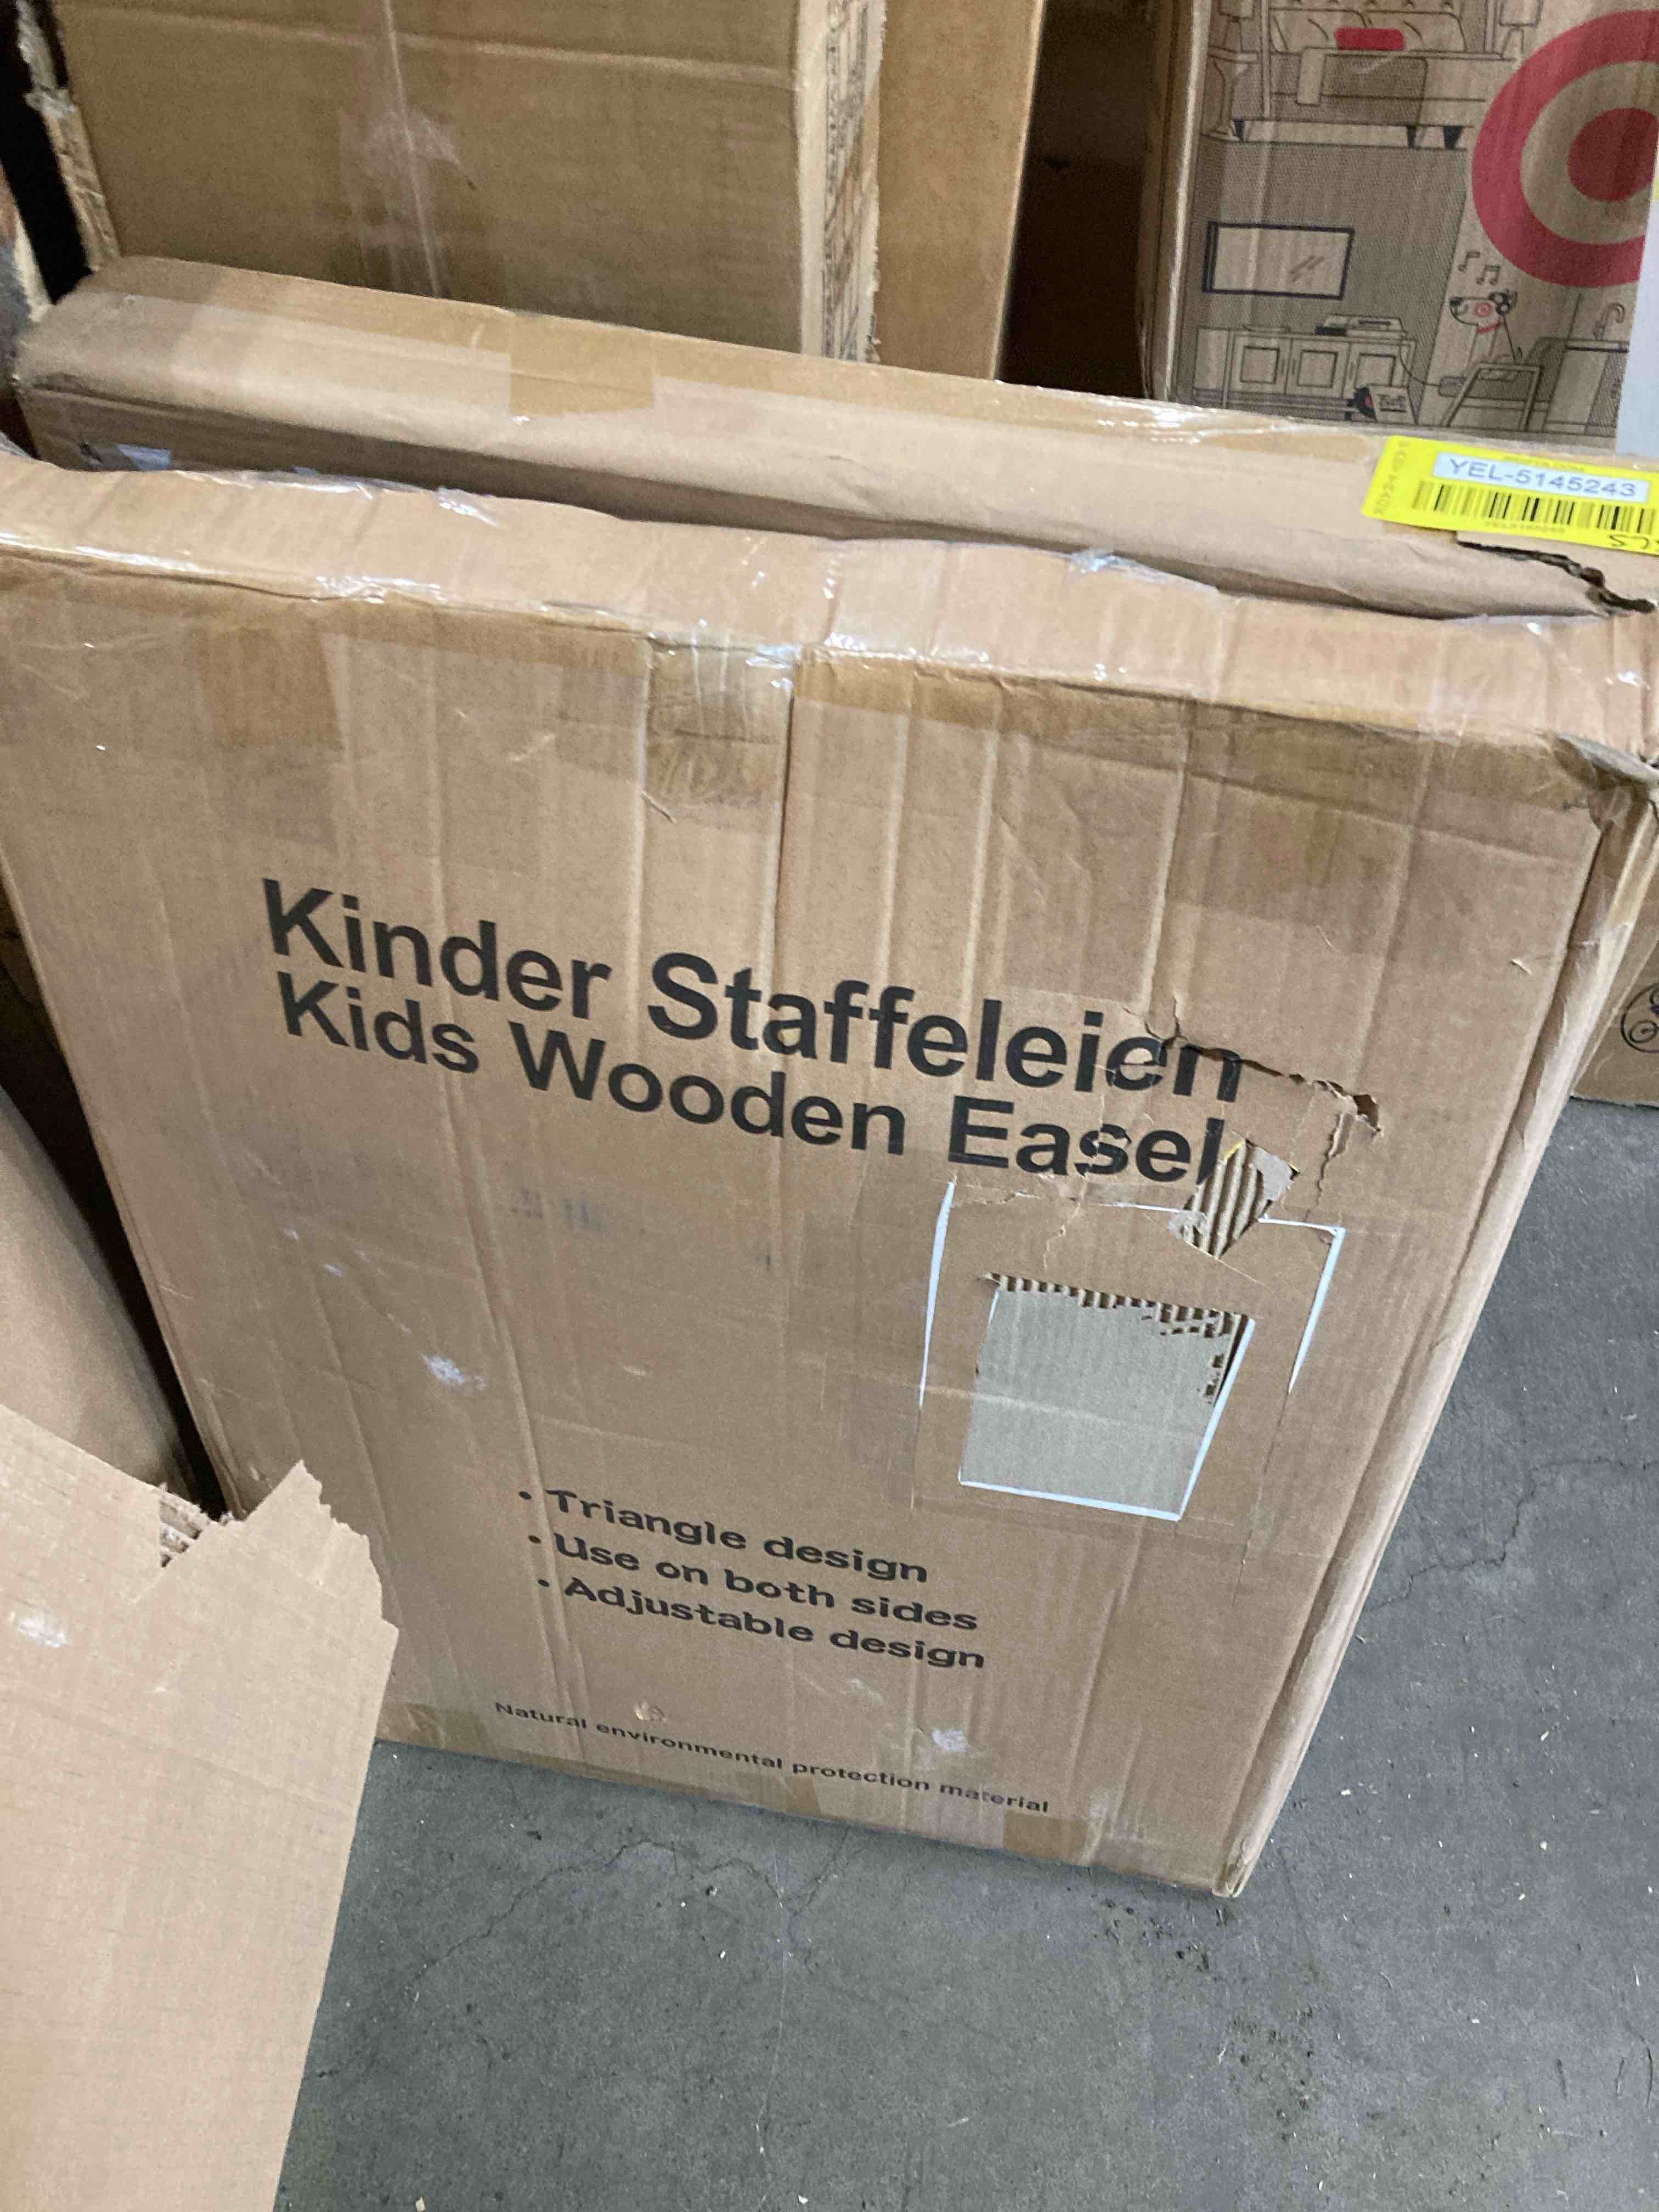 YEL-5145243
Kinder Staffeleien
Kids Wooden Easel
• Triangle design
• Use on both sides
• Adjustable design
Natural environmental protection material